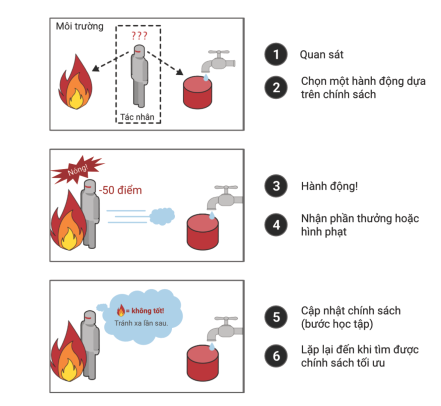 Môi trường
???
Tác nhân
1 Quan sát
2 Chọn một hành động dựa
trên chính sách
Nóng!
-50 điểm
3 Hành động!
4 Nhận phần thưởng hoặc
hình phạt
= không tốt!
Tránh xa lần sau.
5 Cập nhật chính sách
(bước học tập)
6 Lặp lại đến khi tìm được
chính sách tối ưu